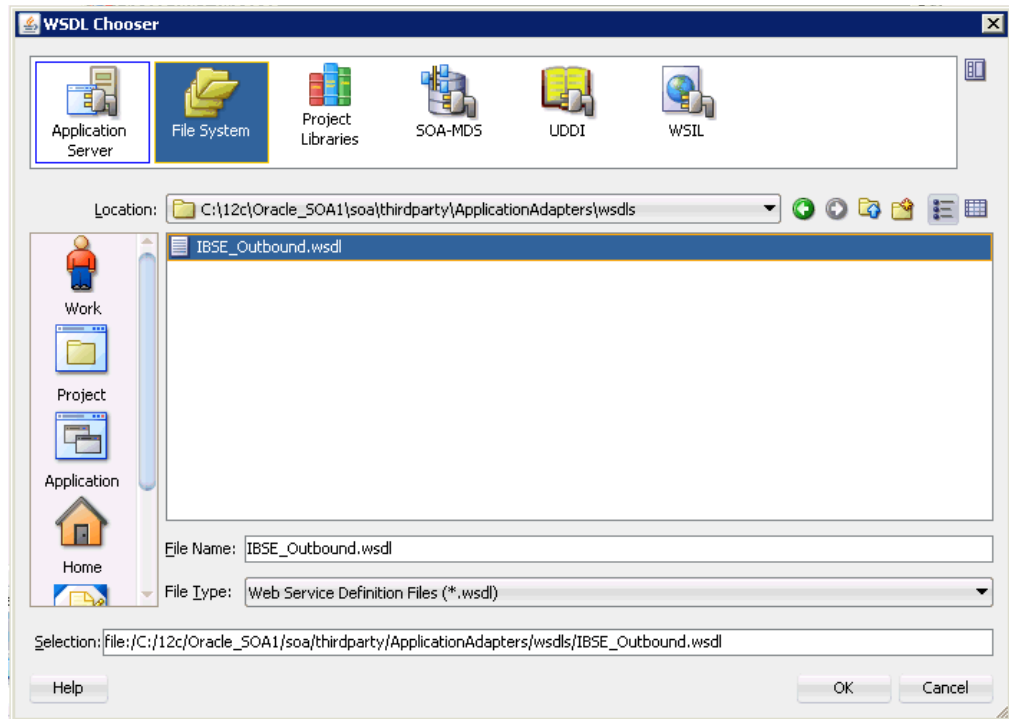 WSDL Chooser
Application
Server
File System
Project
Libraries
SOA-MDS
UDDI
WSIL
Location:
C:\12c\Oracle_SOA1\soa\thirdparty\ApplicationAdapters\wsdls
IBSE_Outbound.wsdl
Work
Project
Application
Home
File Name: IBSE_Outbound.wsdl
File Type: Web Service Definition Files (*.wsdl)
Selection: file:/C:/12c/Oracle_SOA1/soa/thirdparty/ApplicationAdapters/wsdls/IBSE_Outbound.wsdl
Help
OK
Cancel